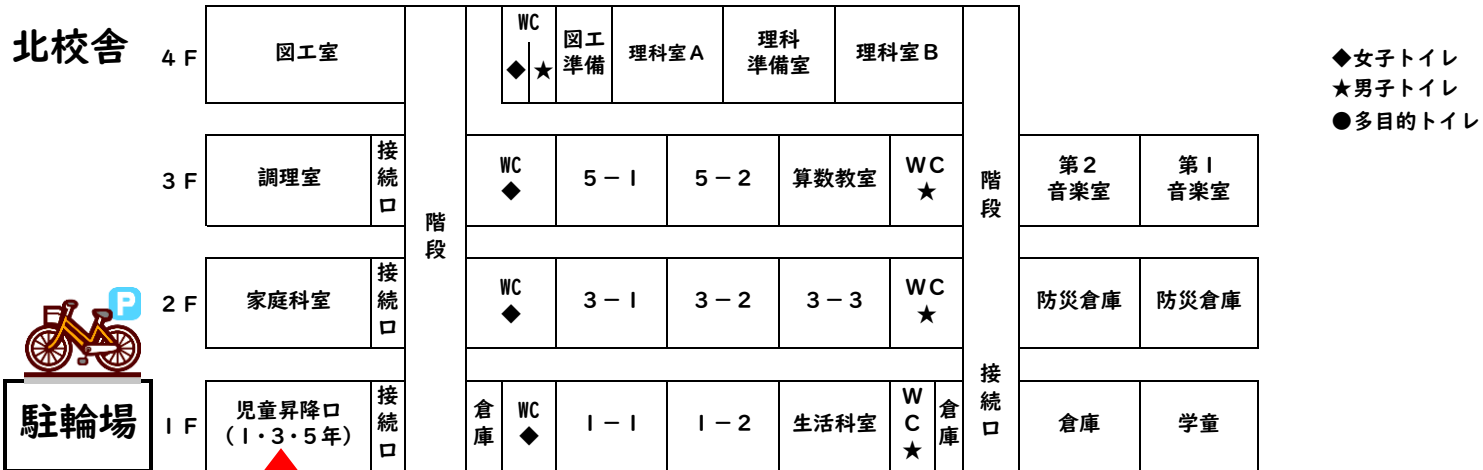 北校舎
4F
図工室
WC
◆
★
図工
準備
理科室A
理科
準備室
理科室B
◆女子トイレ
★男子トイレ
●多目的トイレ
3F
調理室
接続口
階段
WC
◆
5-1
5-2
算数教室
WC
★
階段
第2
音楽室
第1
音楽室
P
2F
家庭科室
接続口
WC
◆
3-1
3-2
3-3
WC
★
防災倉庫
防災倉庫
駐輪場
1F
児童昇降口
(1・3・5年)
接続口
倉庫
WC
◆
1-1
1-2
生活科室
WC
★
倉庫
接続口
倉庫
学童